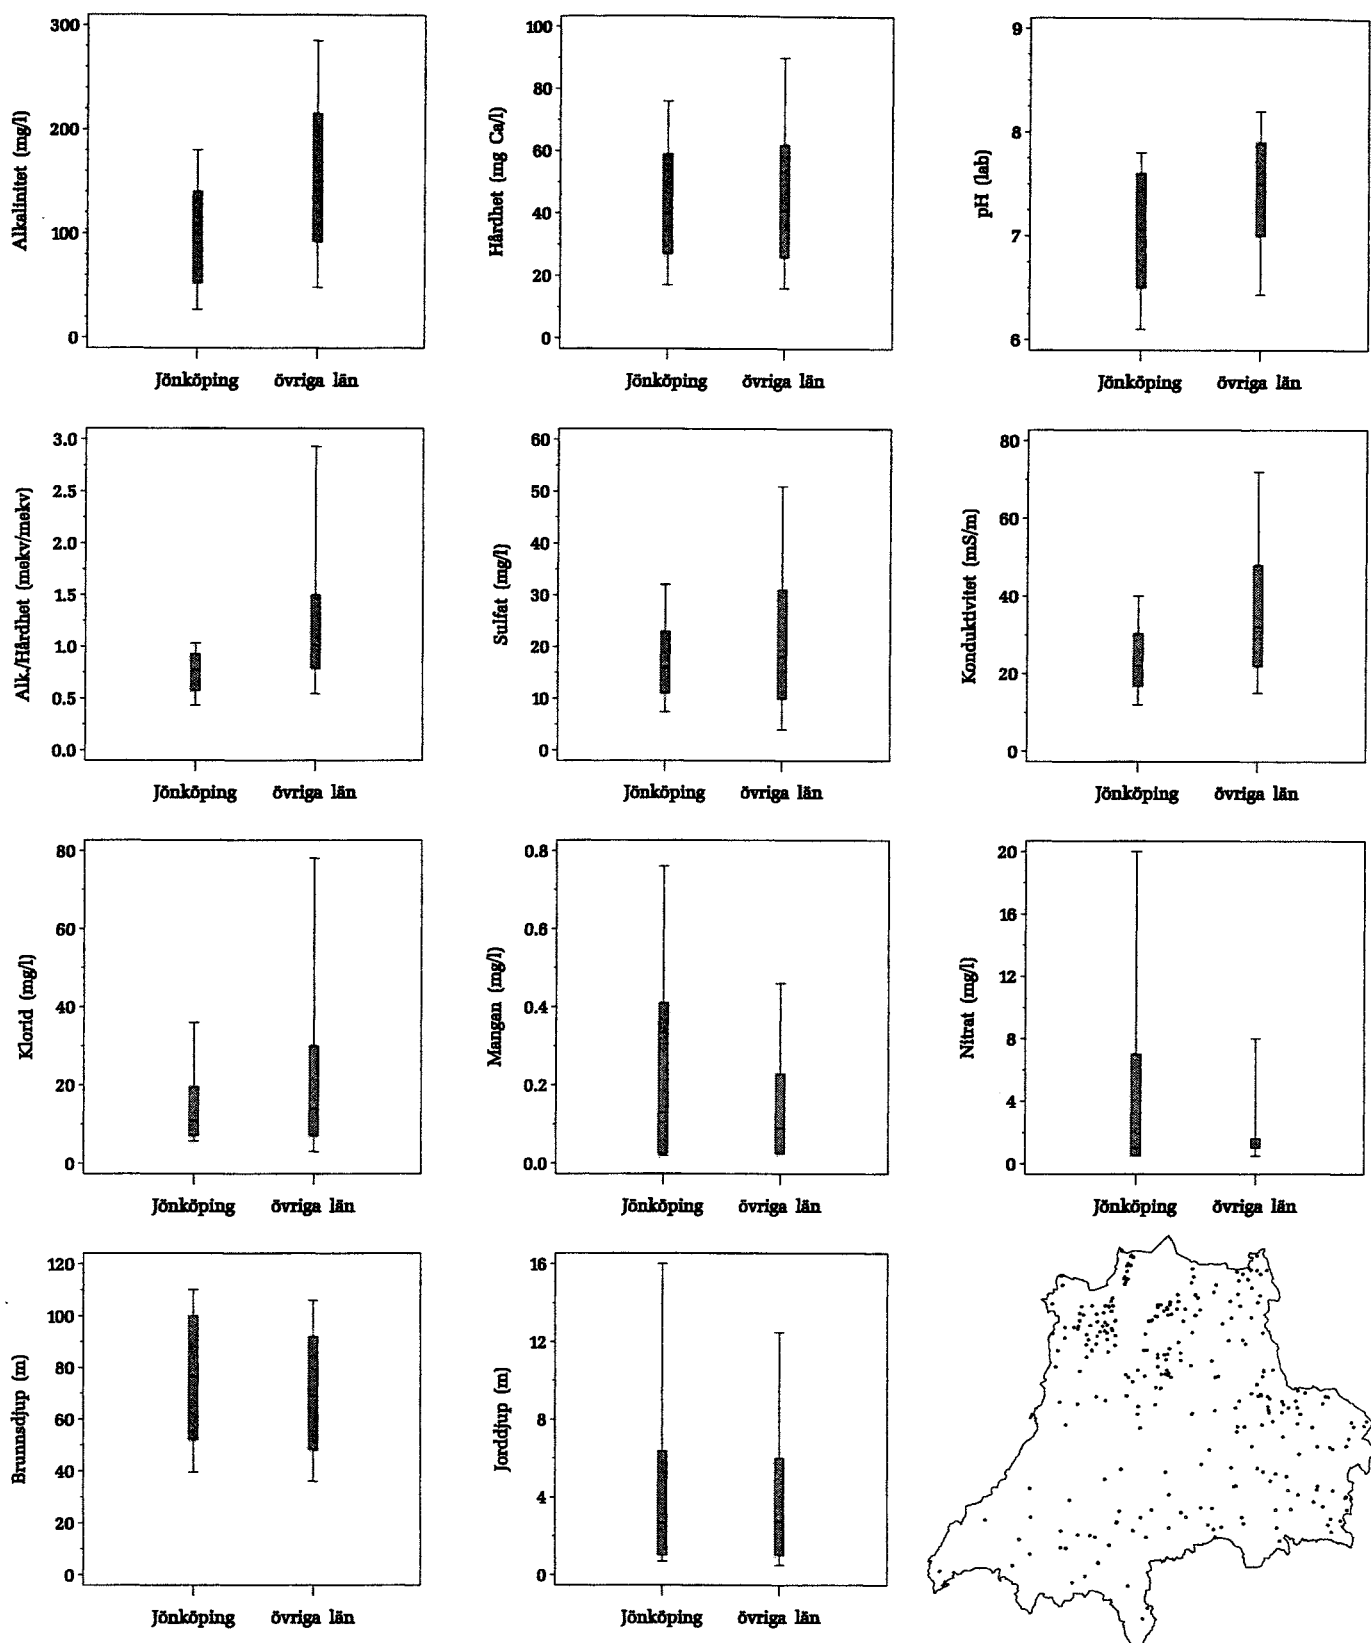 Alkalinitet (mg/l)
300
200
100
0
Jönköping övriga län
Hårdhet (mg Ca/l)
100
80
60
40
20
0
Jönköping övriga län
pH (lab)
9
8
7
6
Jönköping övriga län
Alk./Hårdhet (mekv/mekv)
3.0
2.5
2.0
1.5
1.0
0.5
0.0
Jönköping övriga län
Sulfat (mg/l)
60
50
40
30
20
10
0
Jönköping övriga län
Konduktivitet (mS/m)
80
60
40
20
0
Jönköping övriga län
Klorid (mg/l)
80
60
40
20
0
Jönköping övriga län
Mangan (mg/l)
0.8
0.6
0.4
0.2
0.0
Jönköping övriga län
Nitrat (mg/l)
20
16
12
8
4
0
Jönköping övriga län
Brunnsdjup (m)
120
100
80
60
40
20
0
Jönköping övriga län
Jorddjup (m)
16
12
8
4
0
Jönköping övriga län